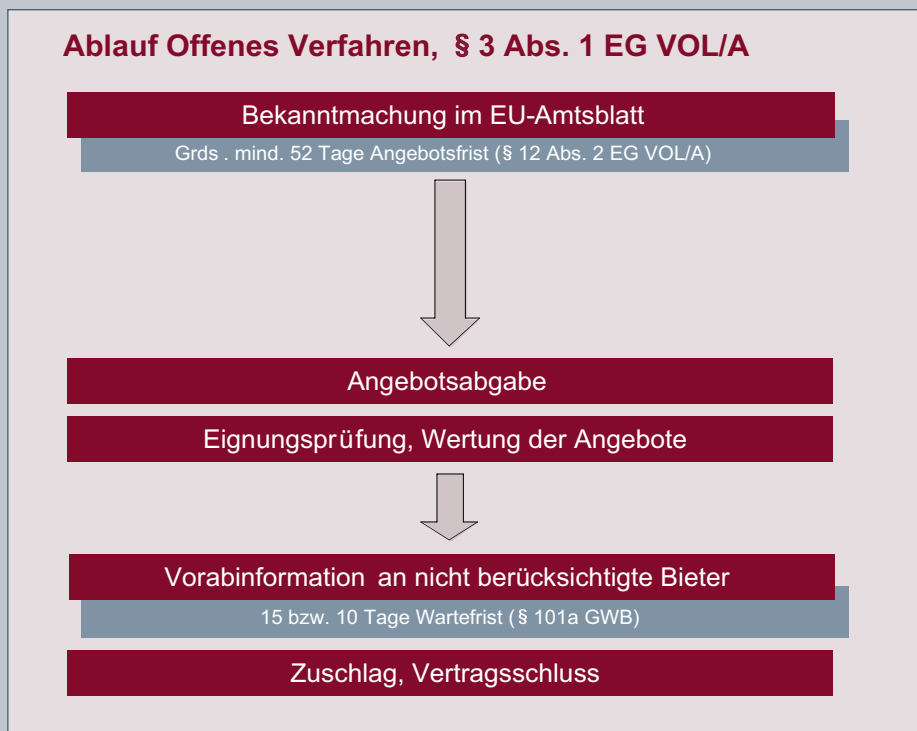 Ablauf Offenes Verfahren, § 3 Abs. 1 EG VOL/A
Bekanntmachung im EU-Amtsblatt
Grds . mind. 52 Tage Angebotsfrist (§ 12 Abs. 2 EG VOL/A)
Angebotsabgabe
Eignungsprüfung, Wertung der Angebote
Vorabinformation an nicht berücksichtigte Bieter
15 bzw. 10 Tage Wartefrist (§ 101a GWB)
Zuschlag, Vertragsschluss